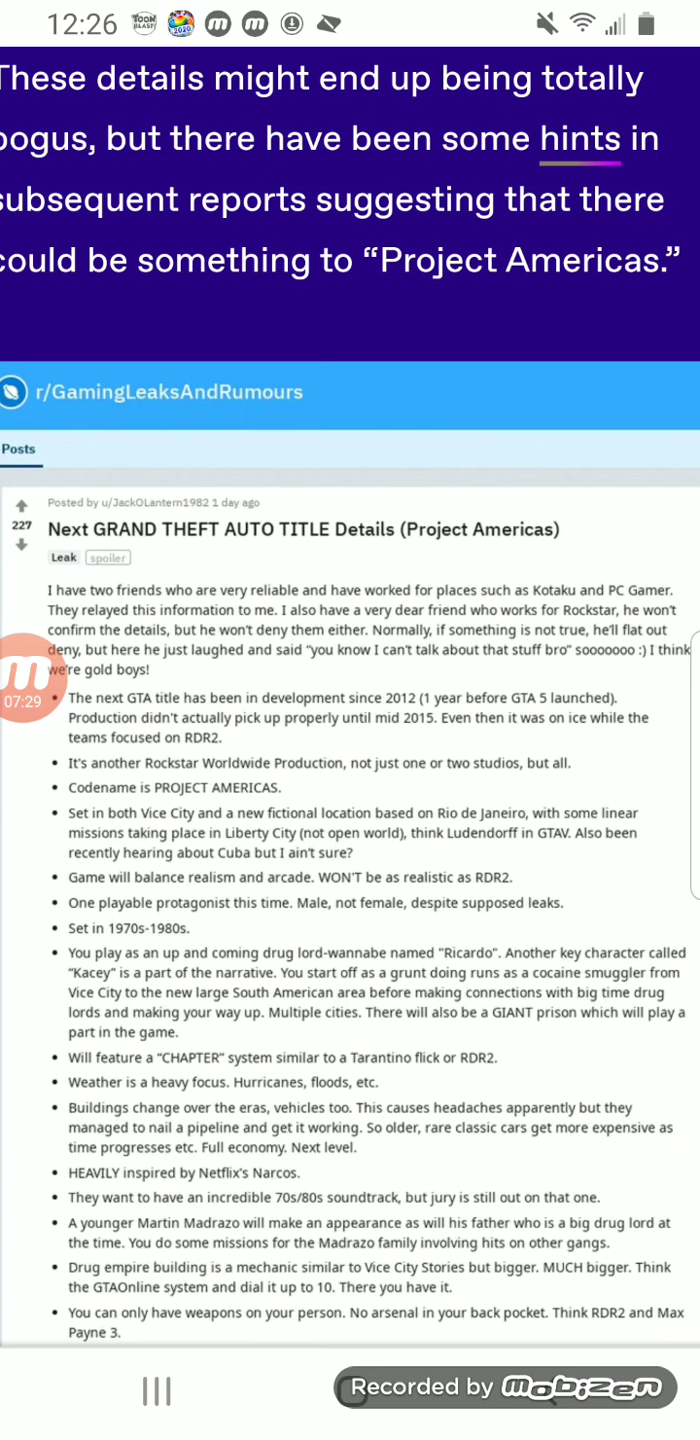 12:26
TOON BLAST
2020
These details might end up being totally
bogus, but there have been some hints in
subsequent reports suggesting that there
could be something to “Project Americas.”
r/GamingLeaksAndRumours
Posts
Posted by u/JackOLantern1982 1 day ago
227
Next GRAND THEFT AUTO TITLE Details (Project Americas)
Leak spoiler
I have two friends who are very reliable and have worked for places such as Kotaku and PC Gamer.
They relayed this information to me. I also have a very dear friend who works for Rockstar, he won't
confirm the details, but he won't deny them either. Normally, if something is not true, he'll flat out
deny, but here he just laughed and said “you know I can't talk about that stuff bro” sooooooo :) I think
we're gold boys!
07:29
• The next GTA title has been in development since 2012 (1 year before GTA 5 launched).
Production didn't actually pick up properly until mid 2015. Even then it was on ice while the
teams focused on RDR2.
• It's another Rockstar Worldwide Production, not just one or two studios, but all.
• Codename is PROJECT AMERICAS.
• Set in both Vice City and a new fictional location based on Rio de Janeiro, with some linear
missions taking place in Liberty City (not open world), think Ludendorff in GTAV. Also been
recently hearing about Cuba but I ain't sure?
• Game will balance realism and arcade. WON'T be as realistic as RDR2.
• One playable protagonist this time. Male, not female, despite supposed leaks.
• Set in 1970s-1980s.
• You play as an up and coming drug lord-wannabe named "Ricardo". Another key character called
“Kacey” is a part of the narrative. You start off as a grunt doing runs as a cocaine smuggler from
Vice City to the new large South American area before making connections with big time drug
lords and making your way up. Multiple cities. There will also be a GIANT prison which will play a
part in the game.
• Will feature a “CHAPTER” system similar to a Tarantino flick or RDR2.
• Weather is a heavy focus. Hurricanes, floods, etc.
• Buildings change over the eras, vehicles too. This causes headaches apparently but they
managed to nail a pipeline and get it working. So older, rare classic cars get more expensive as
time progresses etc. Full economy. Next level.
• HEAVILY inspired by Netflix's Narcos.
• They want to have an incredible 70s/80s soundtrack, but jury is still out on that one.
• A younger Martin Madrazo will make an appearance as will his father who is a big drug lord at
the time. You do some missions for the Madrazo family involving hits on other gangs.
• Drug empire building is a mechanic similar to Vice City Stories but bigger. MUCH bigger. Think
the GTAOnline system and dial it up to 10. There you have it.
• You can only have weapons on your person. No arsenal in your back pocket. Think RDR2 and Max
Payne 3.
Recorded by mobizen